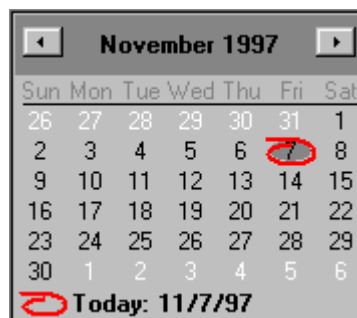 November 1997
Sun Mon Tue Wed Thu Fri Sat
26 27 28 29 30 31 1
2 3 4 5 6 7 8
9 10 11 12 13 14 15
16 17 18 19 20 21 22
23 24 25 26 27 28 29
30 1 2 3 4 5 6
Today: 11/7/97